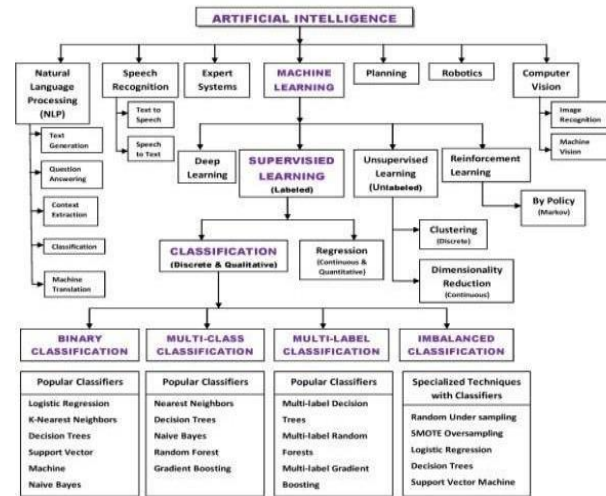 ARTIFICIAL INTELLIGENCE
Natural
Language
Processing
(NLP)
Speech
Recognition
Expert
Systems
MACHINE
LEARNING
Planning
Robotics
Computer
Vision
Text
Generation
Question
Answering
Context
Extraction
Classification
Machine
Translation
Text to
Speech
Speech
to Text
Image
Recognition
Machine
Vision
Deep
Learning
SUPERVISIED
LEARNING
(Labeled)
Unsupervised
Learning
(Unlabeled)
Reinforcement
Learning
By Policy
(Markov)
Clustering
(Discrete)
Dimensionality
Reduction
(Continuous)
CLASSIFICATION
(Discrete & Qualitative)
Regression
(Continuous &
Quantitative)
BINARY
CLASSIFICATION
MULTI-CLASS
CLASSIFICATION
MULTI-LABEL
CLASSIFICATION
IMBALANCED
CLASSIFICATION
Popular Classifiers
Logistic Regression
K-Nearest Neighbors
Decision Trees
Support Vector
Machine
Naive Bayes
Popular Classifiers
Nearest Neighbors
Decision Trees
Naive Bayes
Random Forest
Gradient Boosting
Popular Classifiers
Multi-label Decision
Trees
Multi-label Random
Forests
Multi-label Gradient
Boosting
Specialized Techniques
with Classifiers
Random Under sampling
SMOTE Oversampling
Logistic Regression
Decision Trees
Support Vector Machine